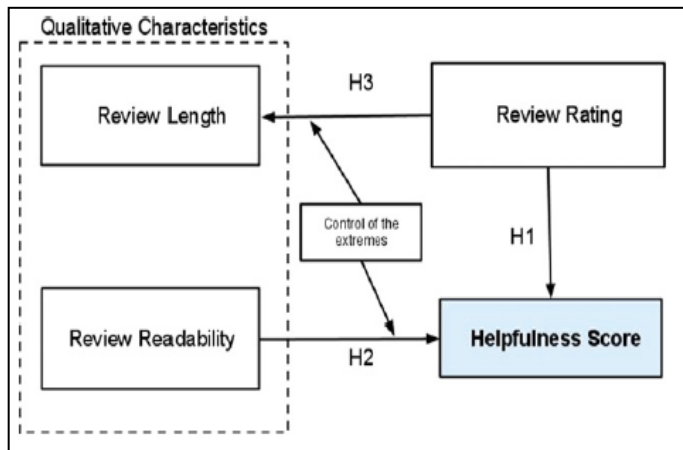 Qualitative Characteristics
Review Length
H3
Review Rating
Control of the
extremes
H1
Review Readability
H2
Helpfulness Score